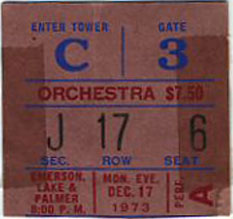 ENTER TOWER GATE
C 3
ORCHESTRA $7.50
J 17 6
SEC. ROW SEAT
EMERSON,
LAKE &
PALMER
8:00 P.M.
MON. EVE.
DEC. 17
1973
PERF.
A